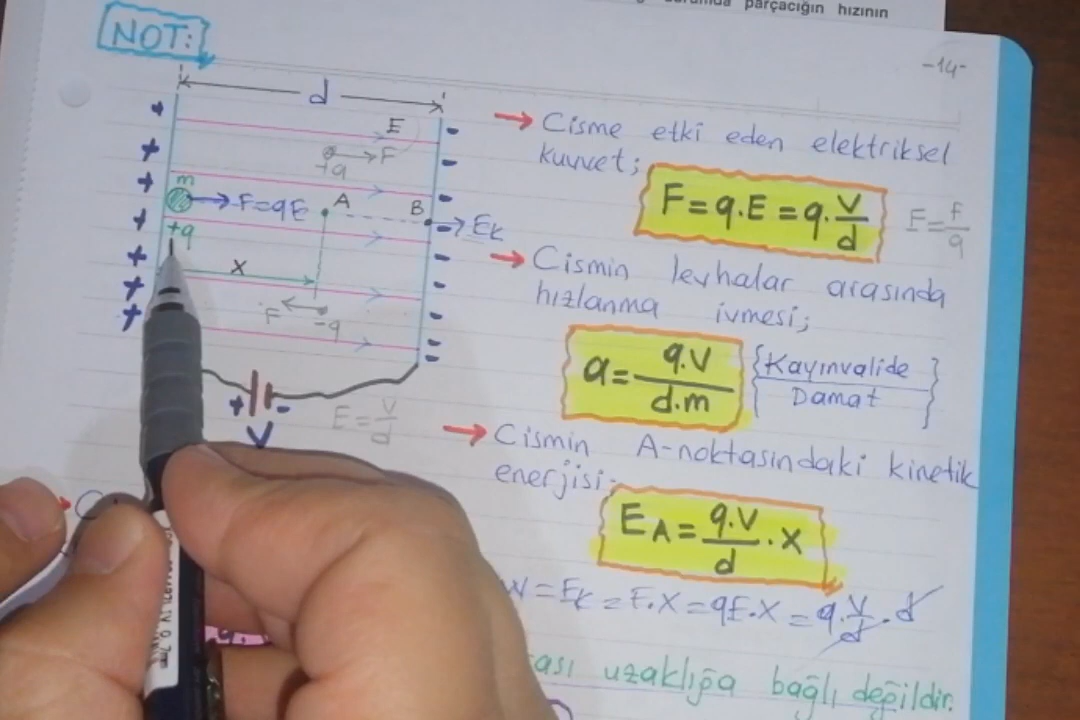 parçacığın hızının
-14-
NOT:
d
E
+q F
m
F=qE A B Ek
+q
x
F -q
+ -
V
E = V/d
→ Cisme etki eden elektriksel
kuvvet;
F=q.E=q.V/d
F=F/q
→ Cismin levhalar arasında
hızlanma ivmesi;
a= q.V/d.m {Kayınvalide/Damat}
→ Cismin A-noktasındaki kinetik
enerjisi;
EA= q.V/d .x
W=Ek=F.x=qE.x=q.V/d.d
uzaklığa bağlı değildir.